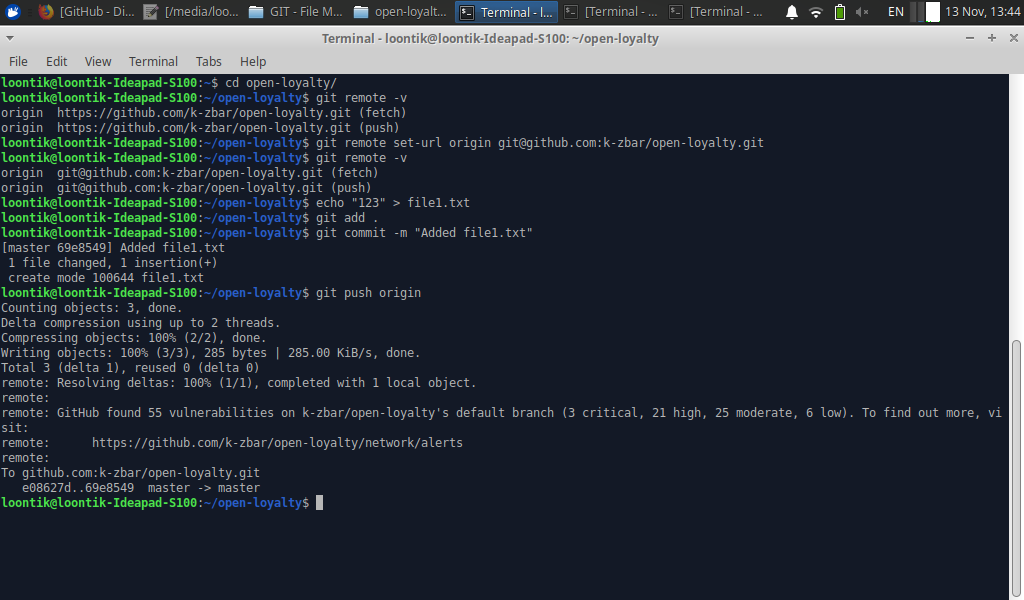 [GitHub - Di... [/media/loo... GIT - File M... open-loyalt... Terminal - l... [Terminal - ... [Terminal - ... EN 13 Nov, 13:44
Terminal - loontik@loontik-Ideapad-S100: ~/open-loyalty
File Edit View Terminal Tabs Help
loontik@loontik-Ideapad-S100:~$ cd open-loyalty/
loontik@loontik-Ideapad-S100:~/open-loyalty$ git remote -v
origin  https://github.com/k-zbar/open-loyalty.git (fetch)
origin  https://github.com/k-zbar/open-loyalty.git (push)
loontik@loontik-Ideapad-S100:~/open-loyalty$ git remote set-url origin git@github.com:k-zbar/open-loyalty.git
loontik@loontik-Ideapad-S100:~/open-loyalty$ git remote -v
origin  git@github.com:k-zbar/open-loyalty.git (fetch)
origin  git@github.com:k-zbar/open-loyalty.git (push)
loontik@loontik-Ideapad-S100:~/open-loyalty$ echo "123" > file1.txt
loontik@loontik-Ideapad-S100:~/open-loyalty$ git add .
loontik@loontik-Ideapad-S100:~/open-loyalty$ git commit -m "Added file1.txt"
[master 69e8549] Added file1.txt
 1 file changed, 1 insertion(+)
 create mode 100644 file1.txt
loontik@loontik-Ideapad-S100:~/open-loyalty$ git push origin
Counting objects: 3, done.
Delta compression using up to 2 threads.
Compressing objects: 100% (2/2), done.
Writing objects: 100% (3/3), 285 bytes | 285.00 KiB/s, done.
Total 3 (delta 1), reused 0 (delta 0)
remote: Resolving deltas: 100% (1/1), completed with 1 local object.
remote:
remote: GitHub found 55 vulnerabilities on k-zbar/open-loyalty's default branch (3 critical, 21 high, 25 moderate, 6 low). To find out more, vi
sit:
remote:      https://github.com/k-zbar/open-loyalty/network/alerts
remote:
To github.com:k-zbar/open-loyalty.git
   e08627d..69e8549  master -> master
loontik@loontik-Ideapad-S100:~/open-loyalty$